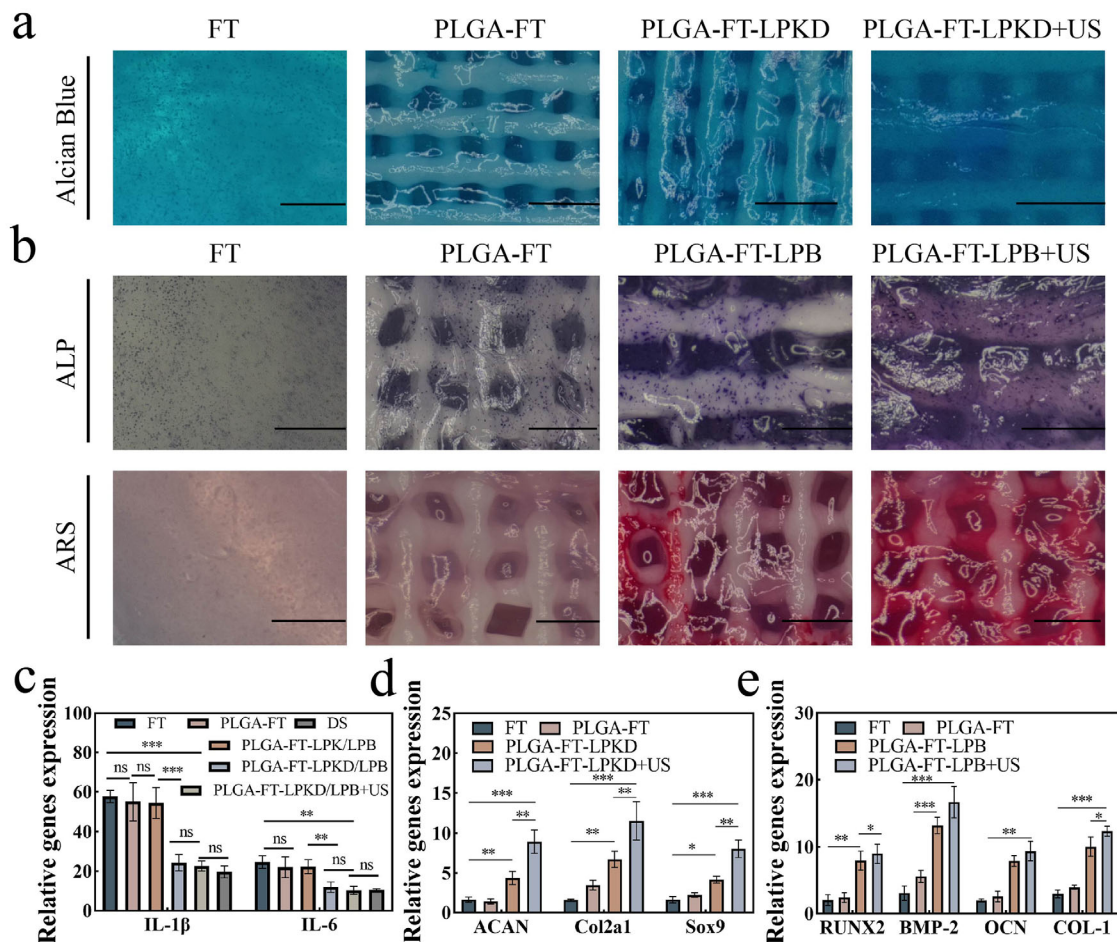 a
FT PLGA-FT PLGA-FT-LPKD PLGA-FT-LPKD+US
Alcian Blue
b
FT PLGA-FT PLGA-FT-LPB PLGA-FT-LPB+US
ALP
ARS
c
Relative genes expression
100
80
60
40
20
0
FT PLGA-FT DS
PLGA-FT-LPK/LPB
PLGA-FT-LPKD/LPB
PLGA-FT-LPKD/LPB+US
***
ns ns *** ns ns
**
ns ** ns ns
IL-1β IL-6
d
Relative genes expression
25
20
15
10
5
0
FT PLGA-FT
PLGA-FT-LPKD
PLGA-FT-LPKD+US
*** ** **
*** ** **
*** ** *
ACAN Col2a1 Sox9
e
Relative genes expression
30
20
10
0
FT PLGA-FT
PLGA-FT-LPB
PLGA-FT-LPB+US
** *
*** ***
**
*** *
RUNX2 BMP-2 OCN COL-1